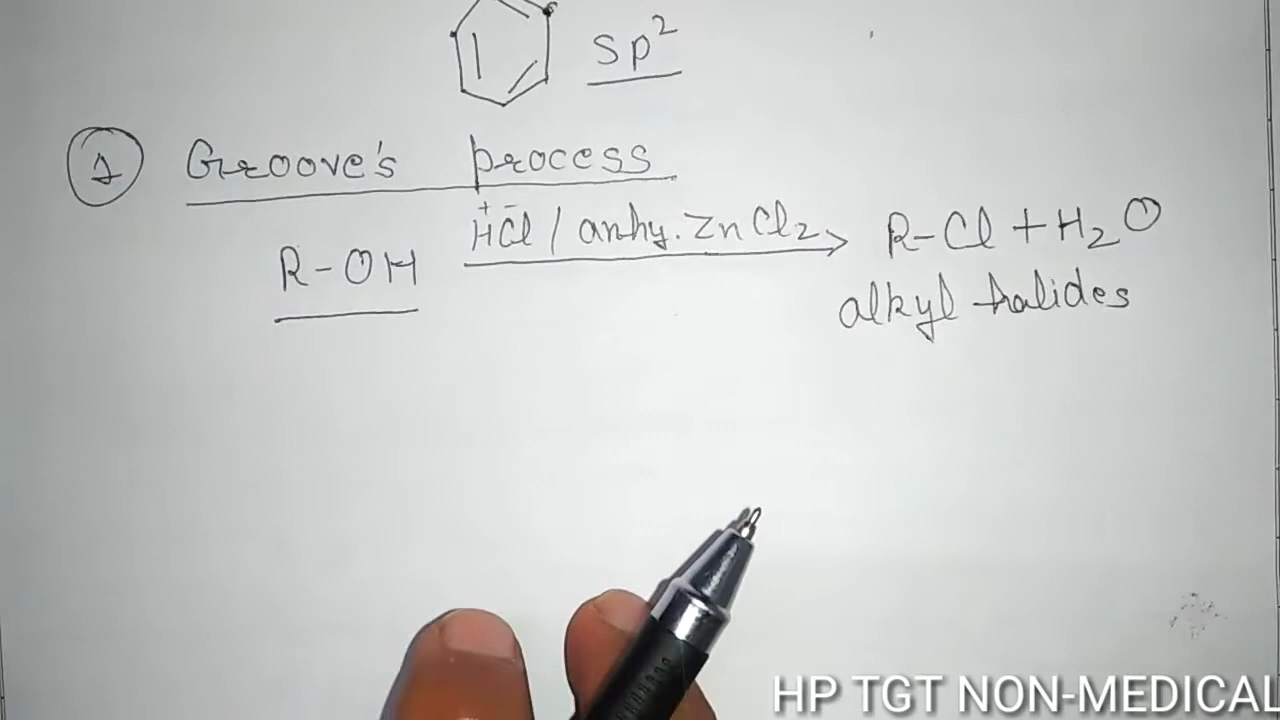 sp²
1 Groove's process
R-OH HCl / anhy. ZnCl₂ → R-Cl + H₂O
alkyl halides
HP TGT NON-MEDICAL